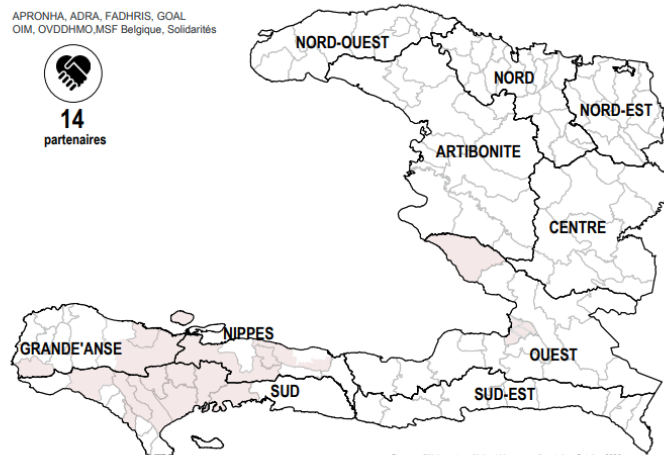 APRONHA, ADRA, FADHRIS, GOAL
OIM, OVDDHMO,MSF Belgique, Solidarités
14
partenaires
NORD-OUEST
NORD
NORD-EST
ARTIBONITE
CENTRE
NIPPES
GRANDE'ANSE
OUEST
SUD
SUD-EST